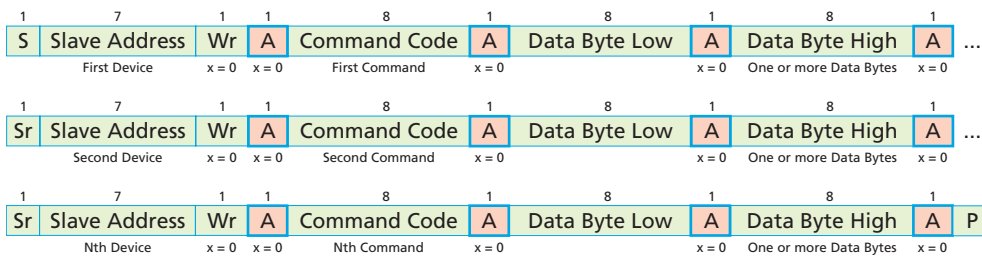 1 7 1 1 8 1 8 1 8 1
S Slave Address Wr A Command Code A Data Byte Low A Data Byte High A ...
First Device x = 0 x = 0 First Command x = 0 x = 0 One or more Data Bytes x = 0
1 7 1 1 8 1 8 1 8 1
Sr Slave Address Wr A Command Code A Data Byte Low A Data Byte High A ...
Second Device x = 0 x = 0 Second Command x = 0 x = 0 One or more Data Bytes x = 0
1 7 1 1 8 1 8 1 8 1
Sr Slave Address Wr A Command Code A Data Byte Low A Data Byte High A P
Nth Device x = 0 x = 0 Nth Command x = 0 x = 0 One or more Data Bytes x = 0